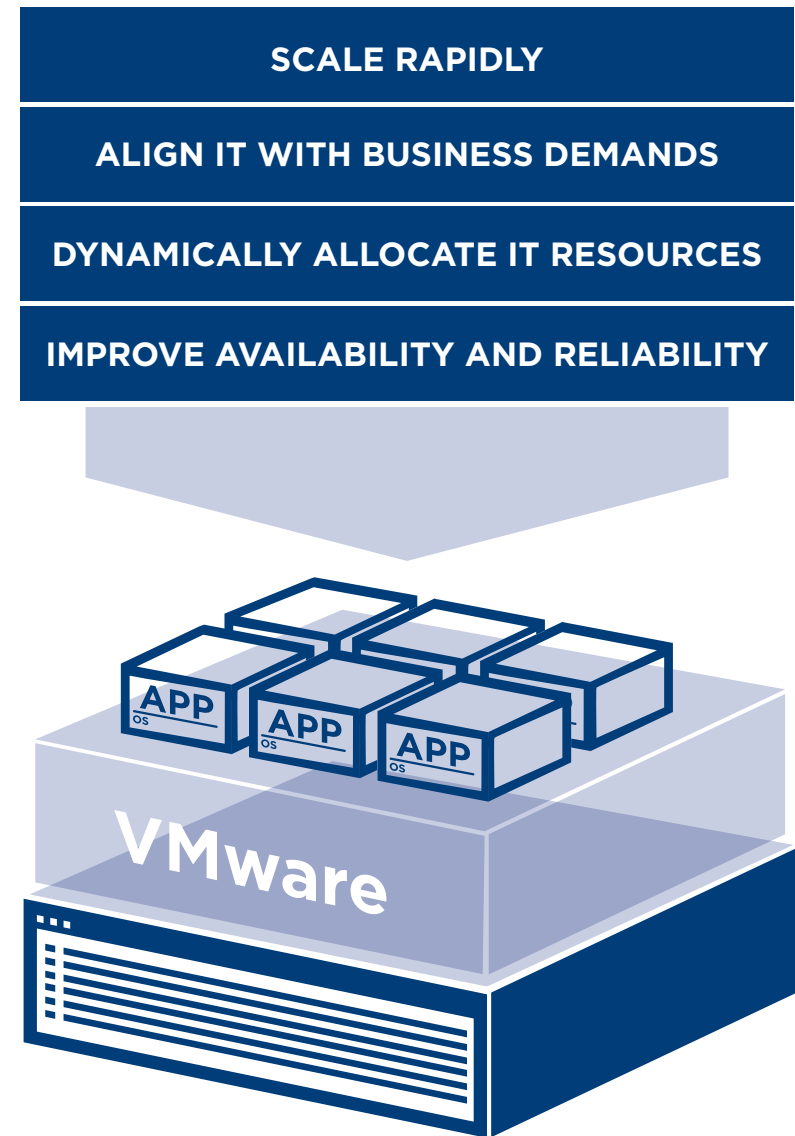 SCALE RAPIDLY
ALIGN IT WITH BUSINESS DEMANDS
DYNAMICALLY ALLOCATE IT RESOURCES
IMPROVE AVAILABILITY AND RELIABILITY
APP
OS
APP
OS
APP
OS
VMware